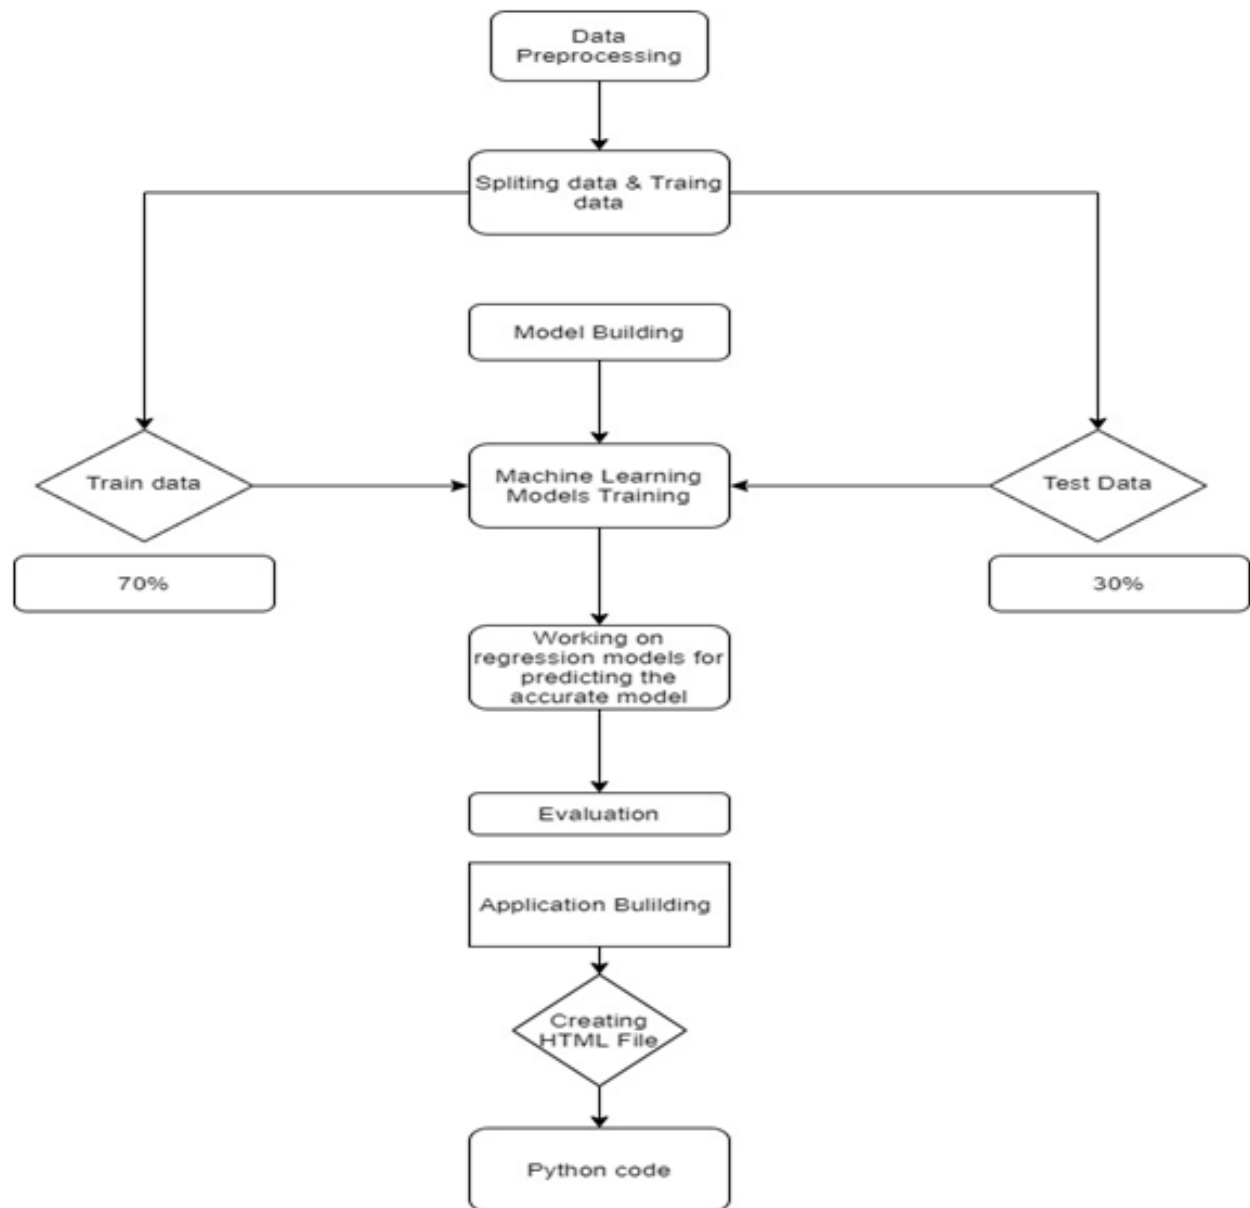 Data
Preprocessing
Spliting data & Traing
data
Model Building
Train data
Machine Learning
Models Training
Test Data
70%
30%
Working on
regression models for
predicting the
accurate model
Evaluation
Application Bulilding
Creating
HTML File
Python code